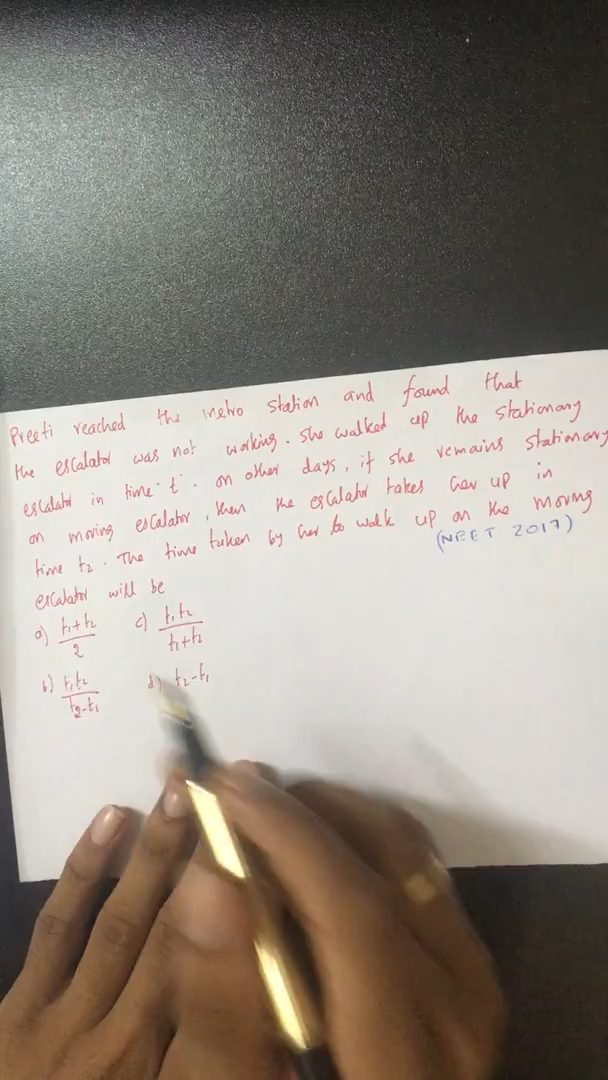 Preeti reached the metro station and found that
the escalator was not working. She walked up the stationary
escalator in time 't'. on other days, if she remains stationary
on moving escalator, then the escalator takes her up in
time t₂. The time taken by her to walk up on the moving
escalator will be (NEET 2017)
a) t₁+t₂/2 c) t₁t₂/t₁+t₂
b) t₁t₂/t₂-t₁ d) t₂-t₁